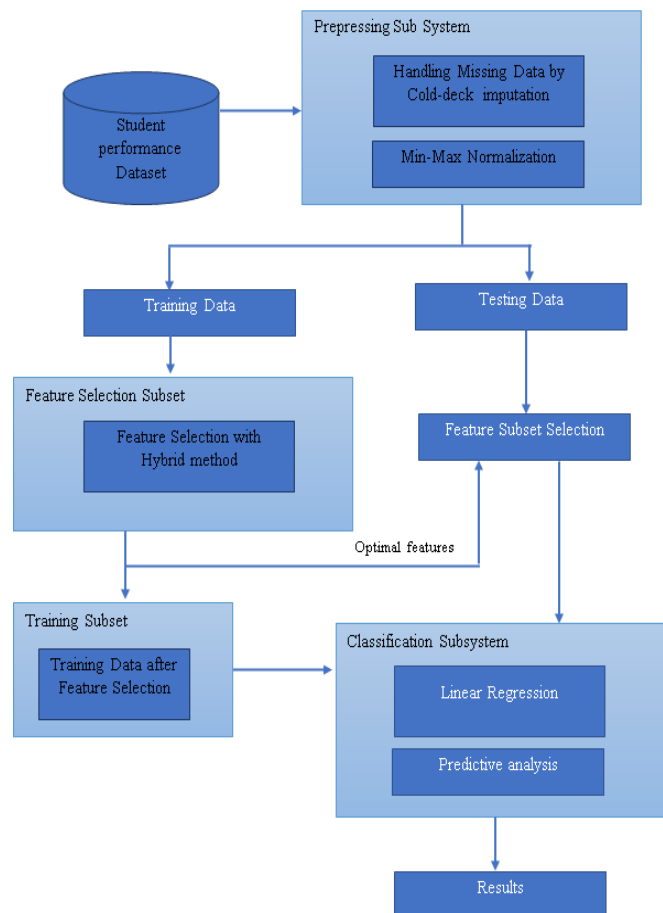 Prepressing Sub System
Handling Missing Data by
Cold-deck imputation
Student
performance
Dataset
Min-Max Normalization
Training Data
Testing Data
Feature Selection Subset
Feature Selection with
Hybrid method
Feature Subset Selection
Optimal features
Training Subset
Training Data after
Feature Selection
Classification Subsystem
Linear Regression
Predictive analysis
Results